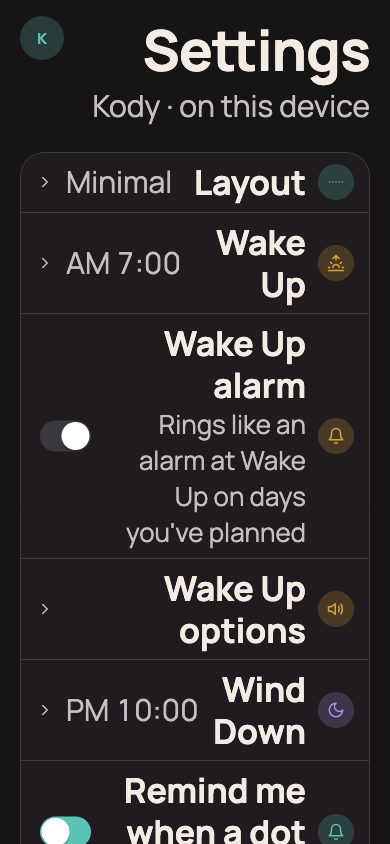 K
Settings
Kody · on this device
Layout
Minimal
Wake
Up
AM 7:00
Wake Up
alarm
Rings like an
alarm at Wake
Up on days
you've planned
Wake Up
options
Wind
Down
PM 10:00
Remind me
when a dot